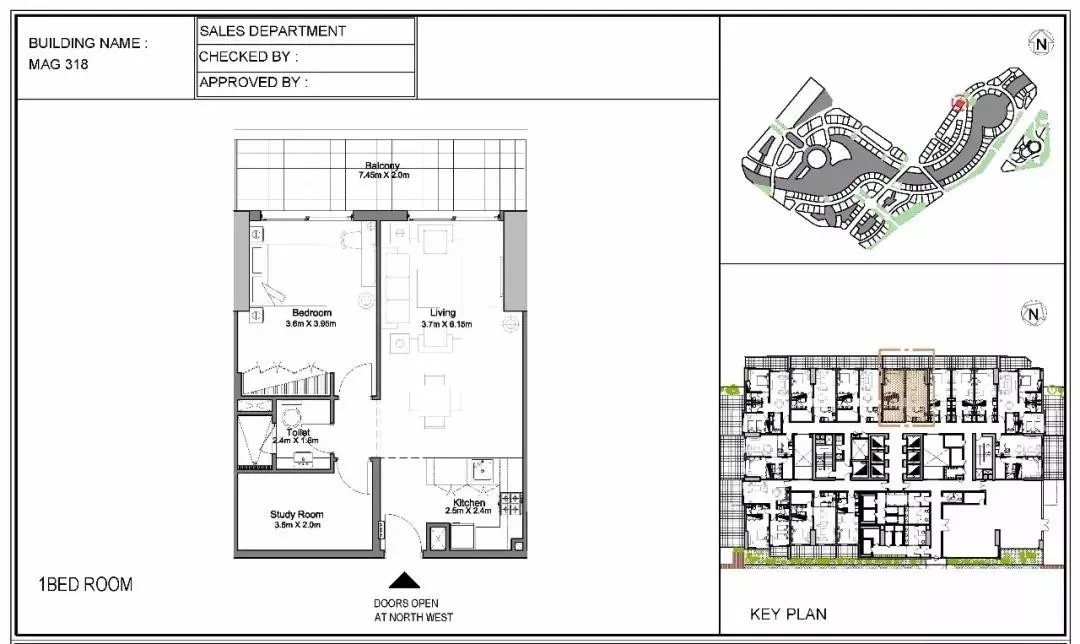 BUILDING NAME :
MAG 318
SALES DEPARTMENT
CHECKED BY :
APPROVED BY :
N
Balcony
7.45m X 2.0m
Bedroom
3.6m X 3.95m
Living
3.7m X 6.15m
Toilet
2.4m X 1.6m
Study Room
3.6m X 2.0m
Kitchen
2.5m X 2.4m
1BED ROOM
DOORS OPEN
AT NORTH WEST
N
KEY PLAN